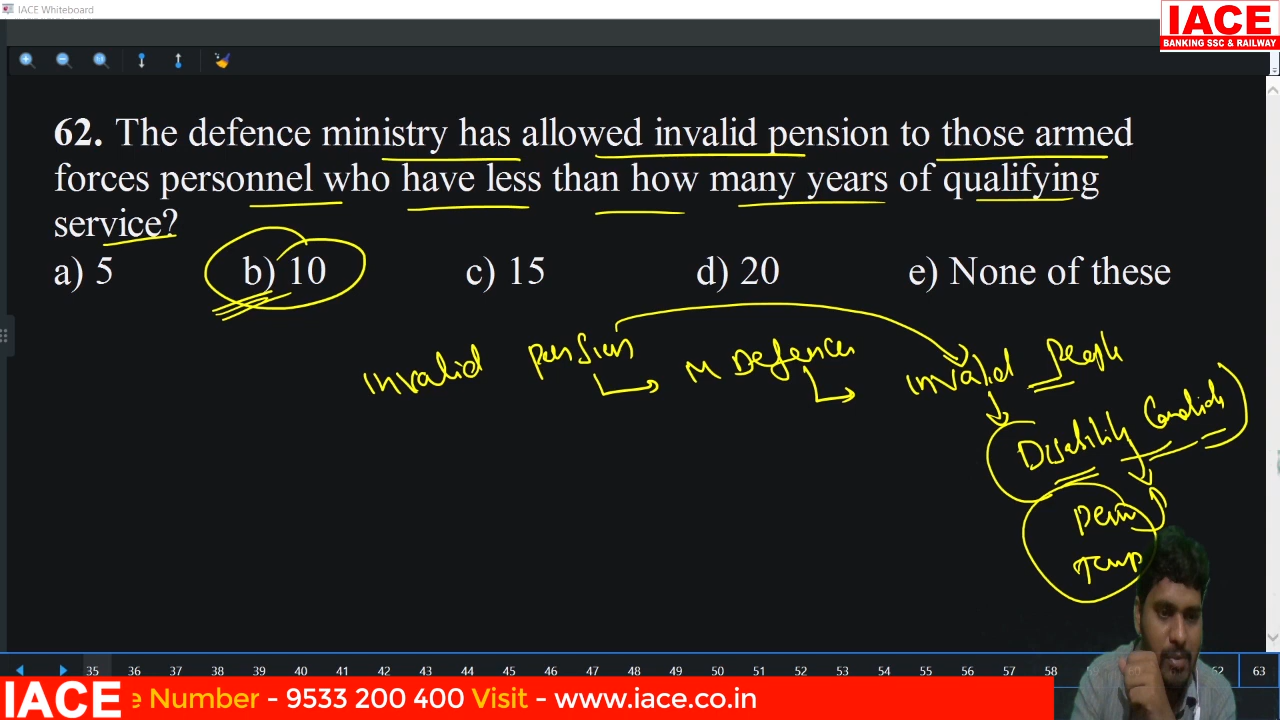 IACE Whiteboard
IACE
BANKING SSC & RAILWAY
62. The defence ministry has allowed invalid pension to those armed
forces personnel who have less than how many years of qualifying
service?
a) 5 b) 10 c) 15 d) 20 e) None of these
Invalid pension M Defence Invalid people
Disability
Perm
Temp
35 36 37 38 39 40 41 42 43 44 45 46 47 48 49 50 51 52 53 54 55 56 57 58 62 63
IACE e Number - 9533 200 400 Visit - www.iace.co.in